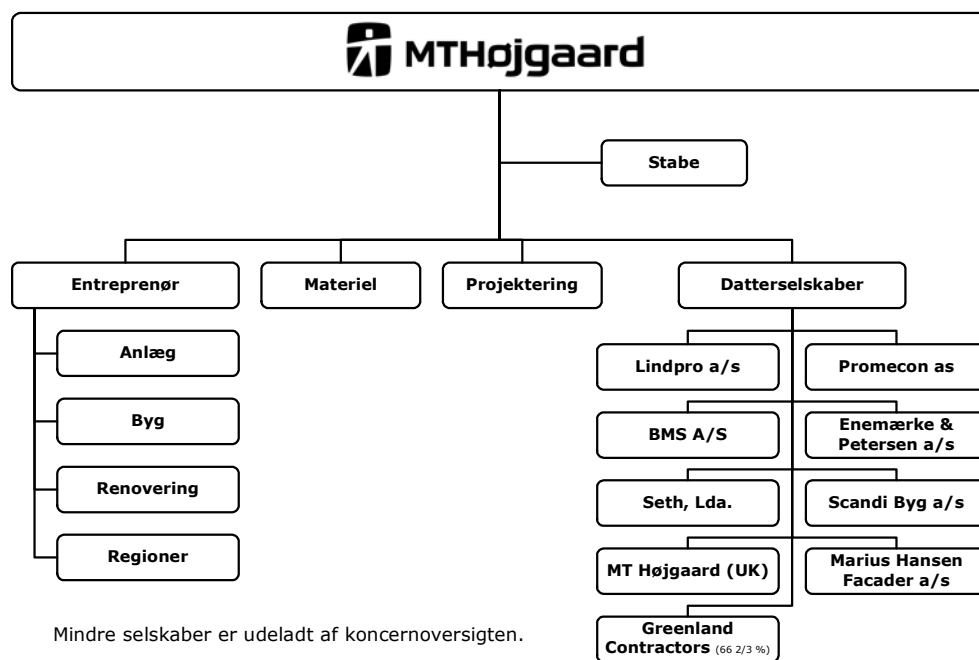 MTHøjgaard
Stabe
Entreprenør
Materiel
Projektering
Datterselskaber
Anlæg
Byg
Renovering
Regioner
Lindpro a/s
Promecon as
BMS A/S
Enemærke &
Petersen a/s
Seth, Lda.
Scandi Byg a/s
MT Højgaard (UK)
Marius Hansen
Facader a/s
Greenland
Contractors (66 2/3 %)
Mindre selskaber er udeladt af koncernoversigten.